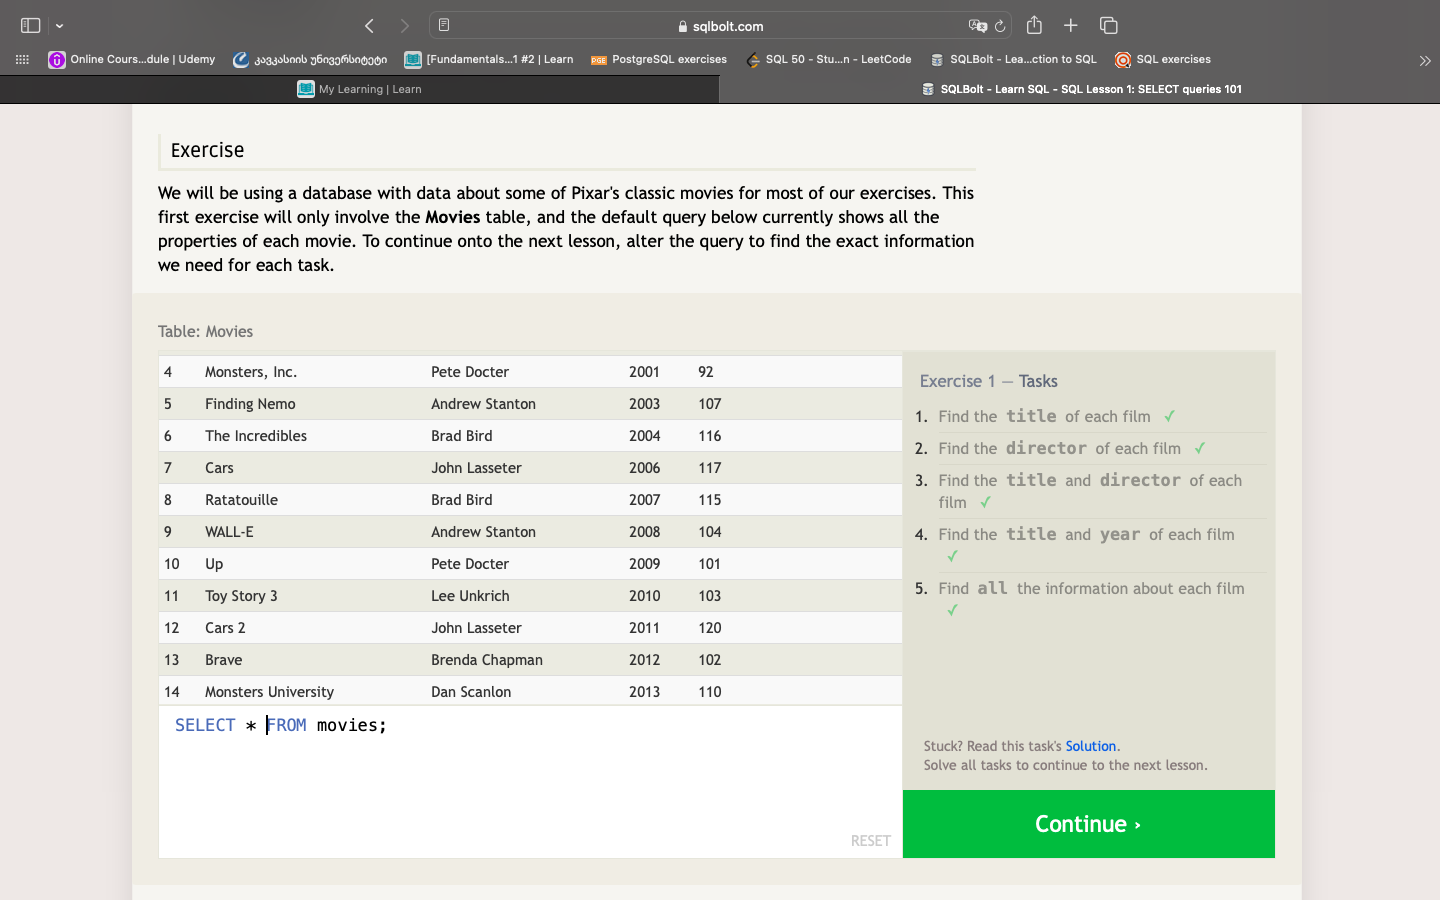 sqlbolt.com
Online Cours...dule | Udemy
კავკასიის უნივერსიტეტი
[Fundamentals...1 #2 | Learn
PGE PostgreSQL exercises
SQL 50 - Stu...n - LeetCode
SQLBolt - Lea...ction to SQL
SQL exercises
My Learning | Learn
SQLBolt - Learn SQL - SQL Lesson 1: SELECT queries 101
Exercise
We will be using a database with data about some of Pixar's classic movies for most of our exercises. This
first exercise will only involve the Movies table, and the default query below currently shows all the
properties of each movie. To continue onto the next lesson, alter the query to find the exact information
we need for each task.
Table: Movies
4 Monsters, Inc. Pete Docter 2001 92
5 Finding Nemo Andrew Stanton 2003 107
6 The Incredibles Brad Bird 2004 116
7 Cars John Lasseter 2006 117
8 Ratatouille Brad Bird 2007 115
9 WALL-E Andrew Stanton 2008 104
10 Up Pete Docter 2009 101
11 Toy Story 3 Lee Unkrich 2010 103
12 Cars 2 John Lasseter 2011 120
13 Brave Brenda Chapman 2012 102
14 Monsters University Dan Scanlon 2013 110
SELECT * FROM movies;
RESET
Exercise 1 — Tasks
1. Find the title of each film ✓
2. Find the director of each film ✓
3. Find the title and director of each
film ✓
4. Find the title and year of each film
✓
5. Find all the information about each film
✓
Stuck? Read this task's Solution.
Solve all tasks to continue to the next lesson.
Continue ›